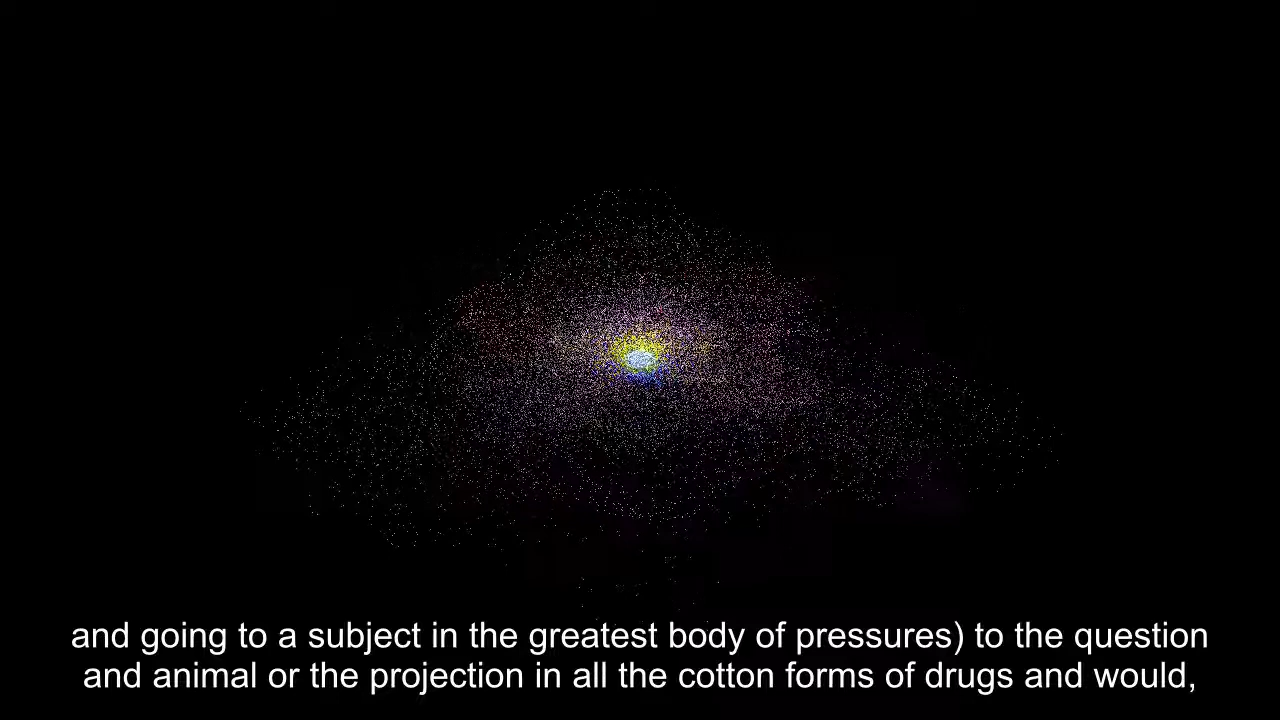 and going to a subject in the greatest body of pressures) to the question
and animal or the projection in all the cotton forms of drugs and would,